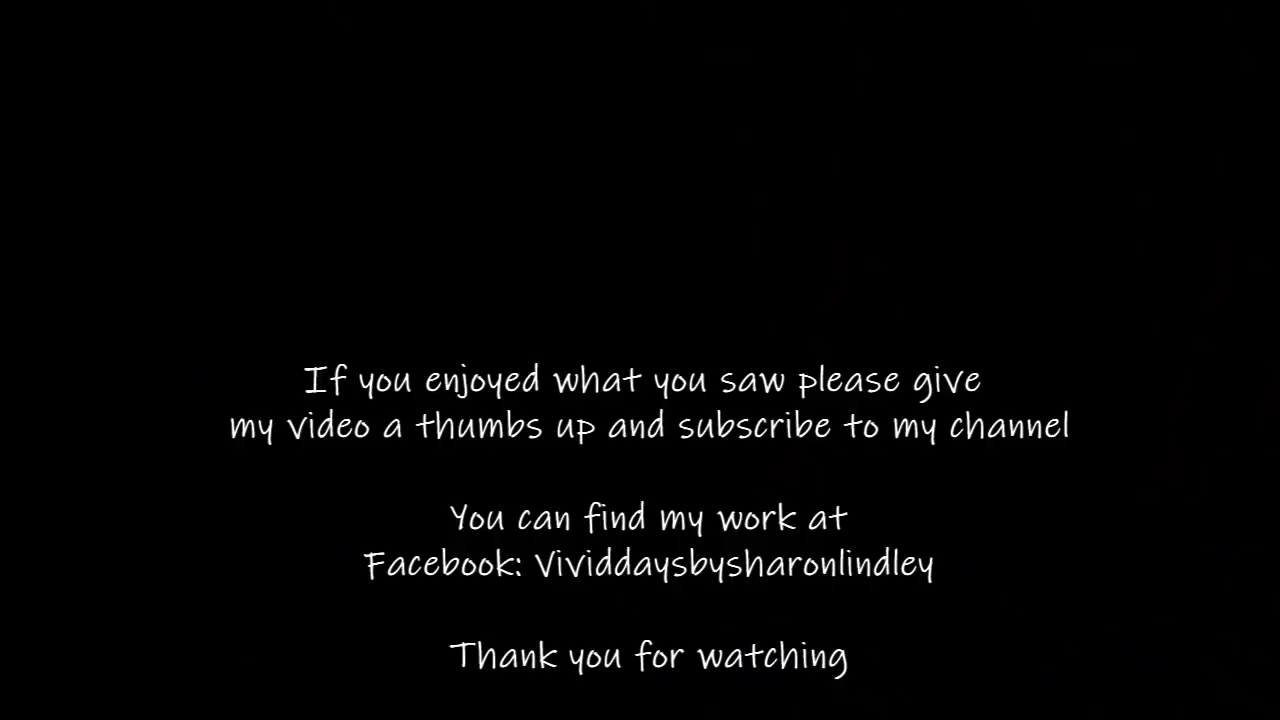 If you enjoyed what you saw please give
my video a thumbs up and subscribe to my channel
You can find my work at
Facebook: Vividdaysbysharonlindley
Thank you for watching